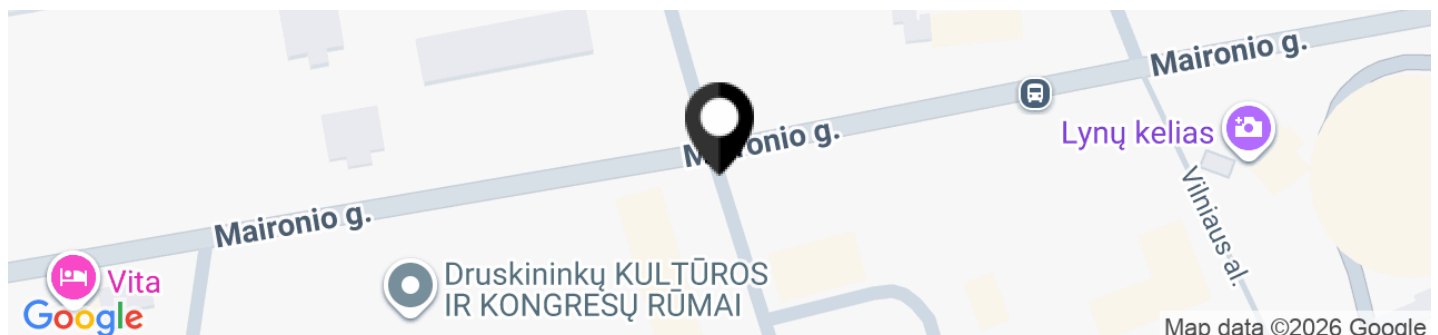 Maironio g.
Maironio g.
Lynų kelias
Vilniaus al.
Maironio g.
Druskininkų KULTŪROS
IR KONGRESŲ RŪMAI
Vita
Google
Map data ©2026 Google